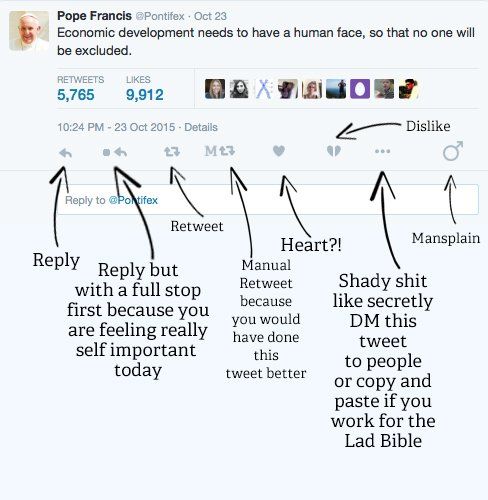 Pope Francis @Pontifex · Oct 23
Economic development needs to have a human face, so that no one will
be excluded.
RETWEETS LIKES
5,765 9,912
10:24 PM - 23 Oct 2015 · Details
Dislike
M
Reply to @Pontifex
Retweet
Mansplain
Heart?!
Reply
Reply but
with a full stop
first because you
are feeling really
self important
today
Manual
Retweet
because
you would
have done
this
tweet better
Shady shit
like secretly
DM this
tweet
to people
or copy and
paste if you
work for the
Lad Bible